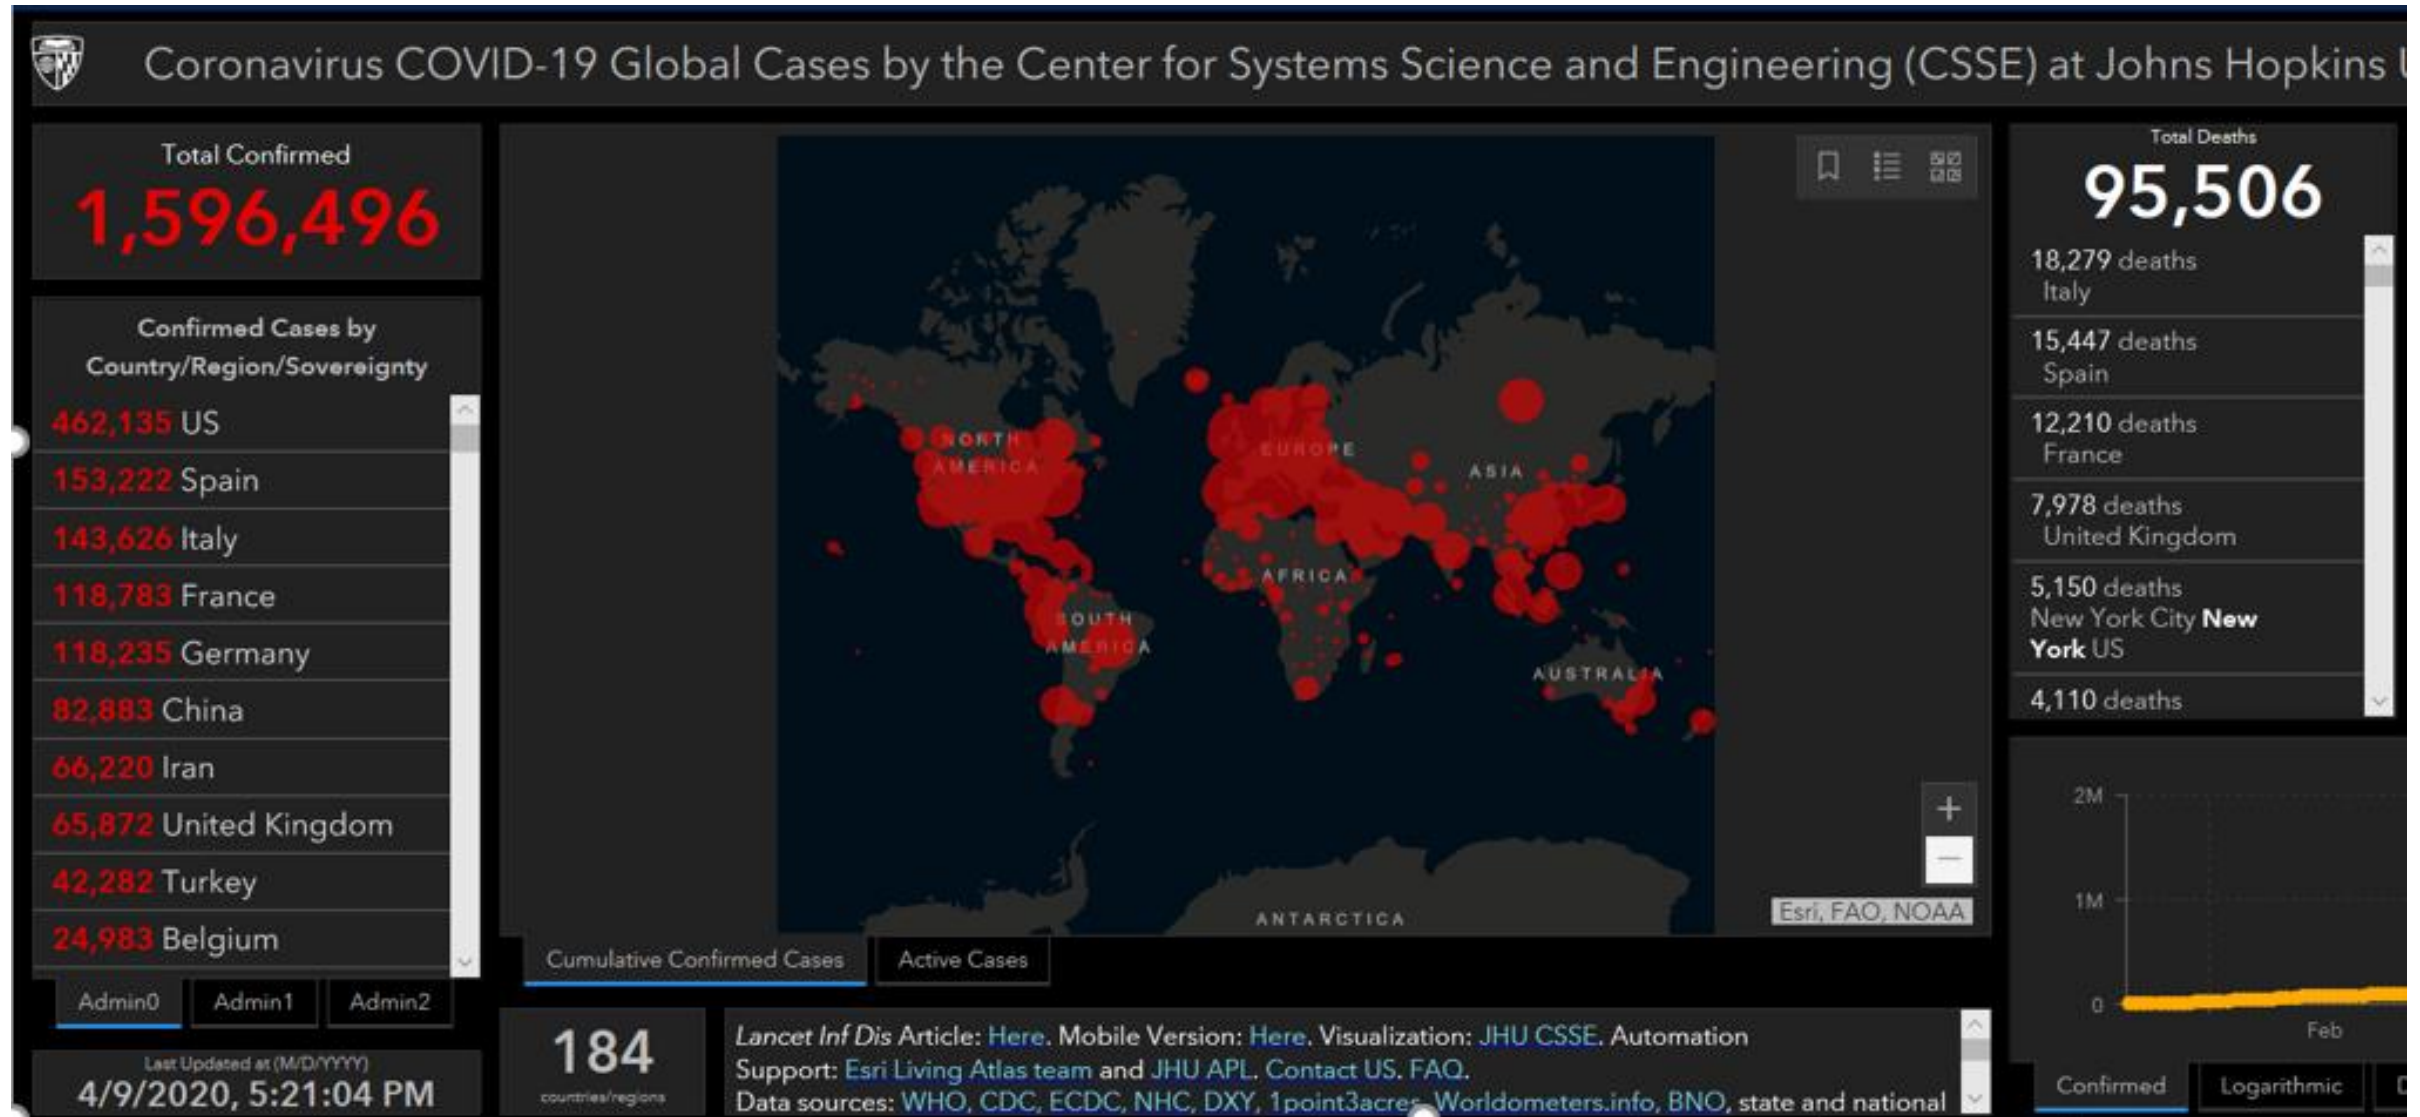 Coronavirus COVID-19 Global Cases by the Center for Systems Science and Engineering (CSSE) at Johns Hopkins
Total Confirmed
1,596,496
Confirmed Cases by
Country/Region/Sovereignty
462,135 US
153,222 Spain
143,626 Italy
118,783 France
118,235 Germany
82,883 China
66,220 Iran
65,872 United Kingdom
42,282 Turkey
24,983 Belgium
Admin0 Admin1 Admin2
Last Updated at (M/D/YYYY)
4/9/2020, 5:21:04 PM
NORTH
AMERICA
EUROPE
ASIA
AFRICA
SOUTH
AMERICA
AUSTRALIA
ANTARCTICA
Esri, FAO, NOAA
Cumulative Confirmed Cases Active Cases
184
countries/regions
Lancet Inf Dis Article: Here. Mobile Version: Here. Visualization: JHU CSSE. Automation
Support: Esri Living Atlas team and JHU APL. Contact US. FAQ.
Data sources: WHO, CDC, ECDC, NHC, DXY, 1point3acres, Worldometers.info, BNO, state and national
Total Deaths
95,506
18,279 deaths
Italy
15,447 deaths
Spain
12,210 deaths
France
7,978 deaths
United Kingdom
5,150 deaths
New York City New
York US
4,110 deaths
2M
1M
0
Feb
Confirmed Logarithmic